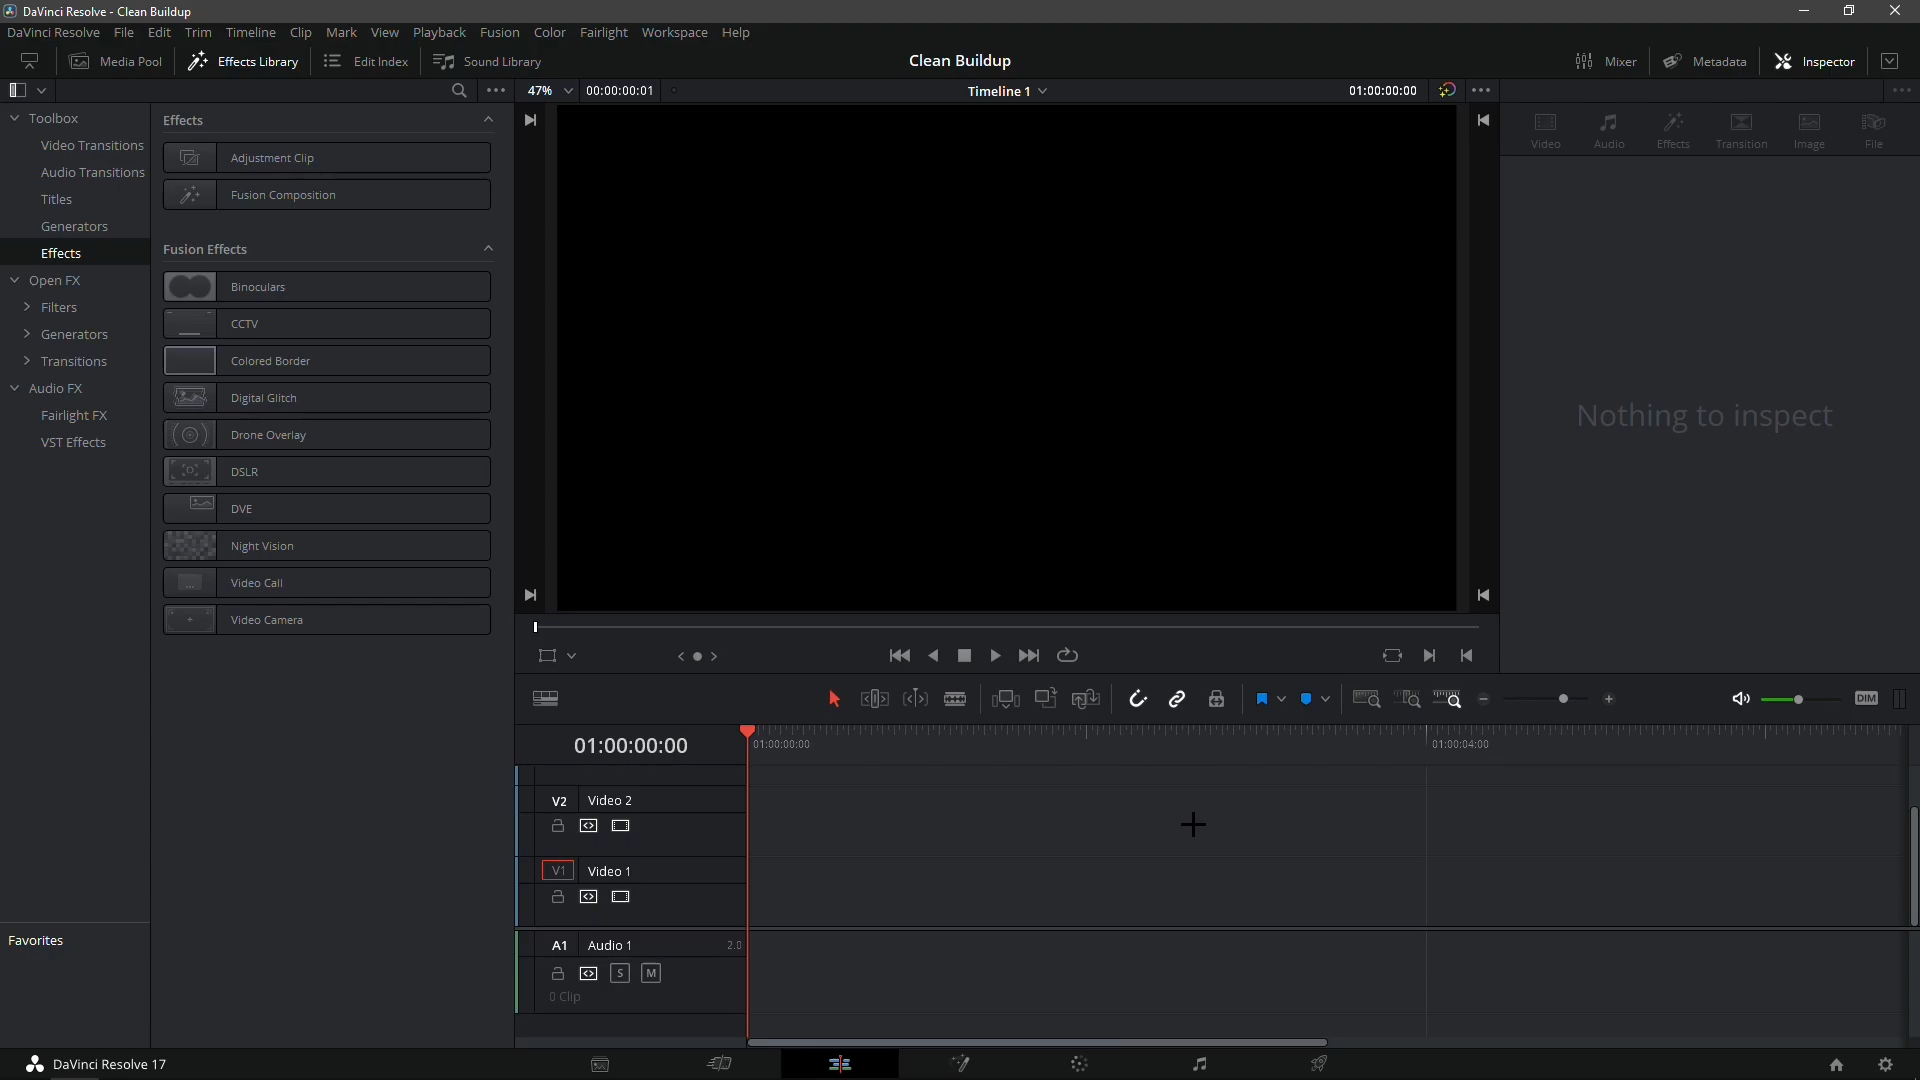 DaVinci Resolve - Clean Buildup
DaVinci Resolve File Edit Trim Timeline Clip Mark View Playback Fusion Color Fairlight Workspace Help
Media Pool Effects Library Edit Index Sound Library Clean Buildup Mixer Metadata Inspector
47% 00:00:00:01 Timeline 1 01:00:00:00
Toolbox
Video Transitions
Audio Transitions
Titles
Generators
Effects
Open FX
Filters
Generators
Transitions
Audio FX
Fairlight FX
VST Effects
Favorites
Effects
Adjustment Clip
Fusion Composition
Fusion Effects
Binoculars
CCTV
Colored Border
Digital Glitch
Drone Overlay
DSLR
DVE
Night Vision
Video Call
Video Camera
Video Audio Effects Transition Image File
Nothing to inspect
DIM
01:00:00:00 01:00:00:00 01:00:04:00
V2 Video 2
V1 Video 1
A1 Audio 1 2.0
S M
0 Clip
DaVinci Resolve 17